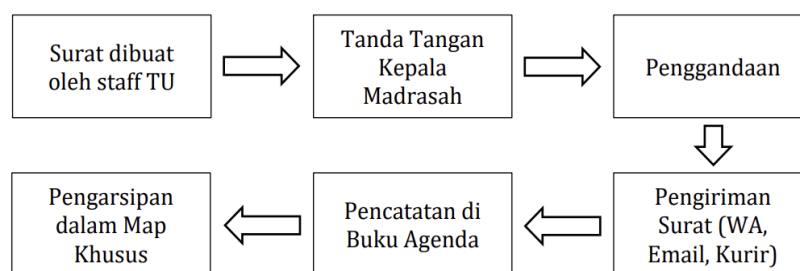 Surat dibuat
oleh staff TU
Tanda Tangan
Kepala
Madrasah
Penggandaan
Pengiriman
Surat (WA,
Email, Kurir)
Pencatatan di
Buku Agenda
Pengarsipan
dalam Map
Khusus